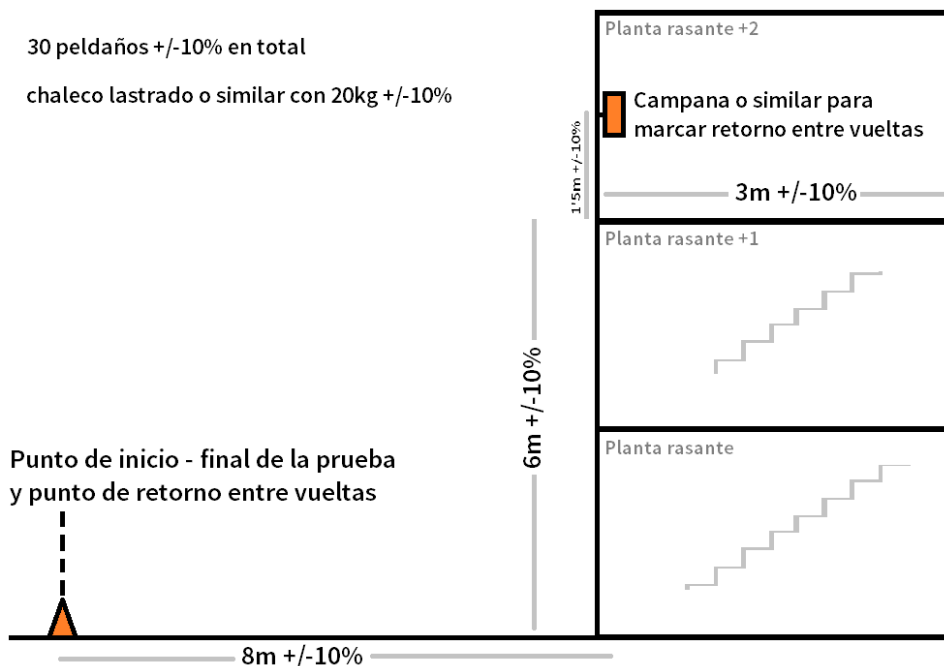 30 peldaños +/-10% en total
chaleco lastrado o similar con 20kg +/-10%
Planta rasante +2
Campana o similar para
marcar retorno entre vueltas
1'5m +/-10%
3m +/-10%
Planta rasante +1
6m +/-10%
Planta rasante
Punto de inicio - final de la prueba
y punto de retorno entre vueltas
8m +/-10%